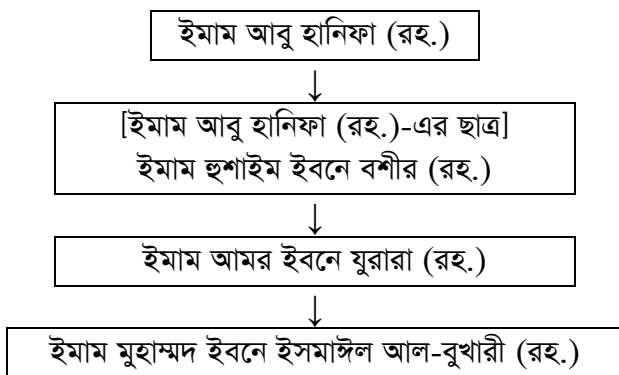 ইমাম আবু হানিফা (রহ.)
↓
[ইমাম আবু হানিফা (রহ.)-এর ছাত্র]
ইমাম হুশাইম ইবনে বশীর (রহ.)
↓
ইমাম আমর ইবনে যুরারা (রহ.)
↓
ইমাম মুহাম্মদ ইবনে ইসমাঈল আল-বুখারী (রহ.)